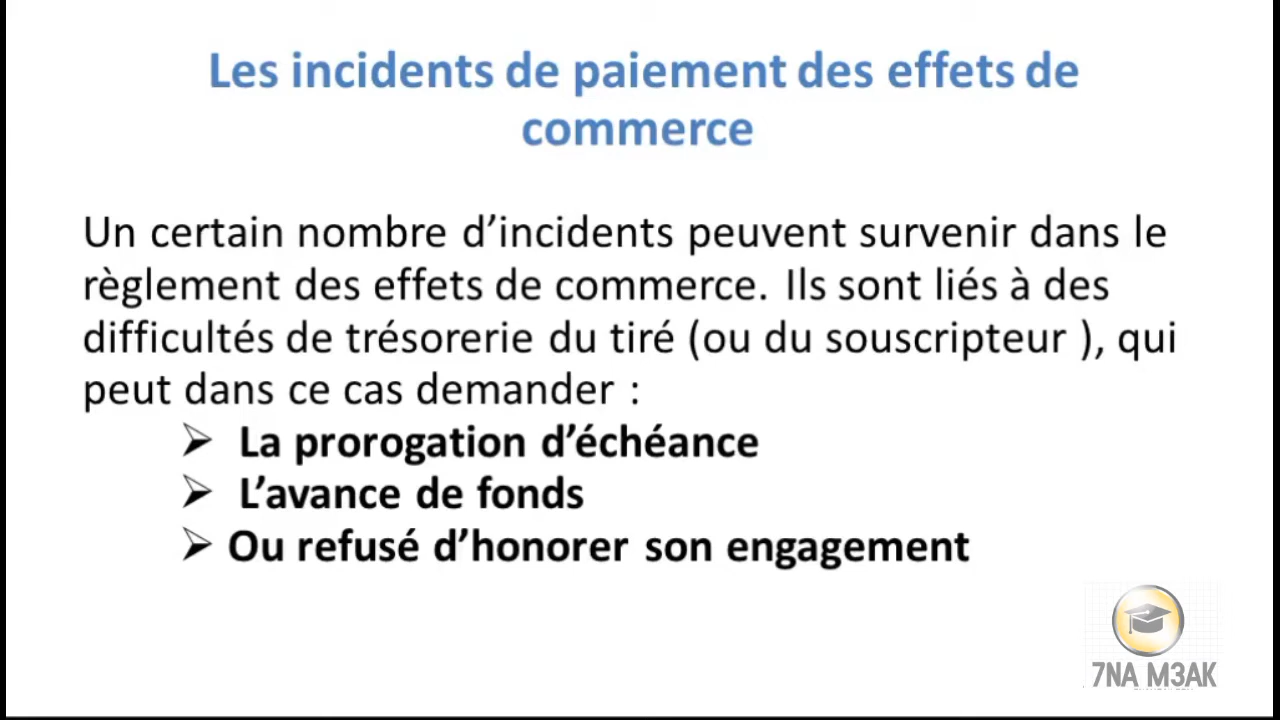 Les incidents de paiement des effets de
commerce
Un certain nombre d’incidents peuvent survenir dans le
règlement des effets de commerce. Ils sont liés à des
difficultés de trésorerie du tiré (ou du souscripteur ), qui
peut dans ce cas demander :
➢ La prorogation d’échéance
➢ L’avance de fonds
➢ Ou refusé d’honorer son engagement
7NA M3AK